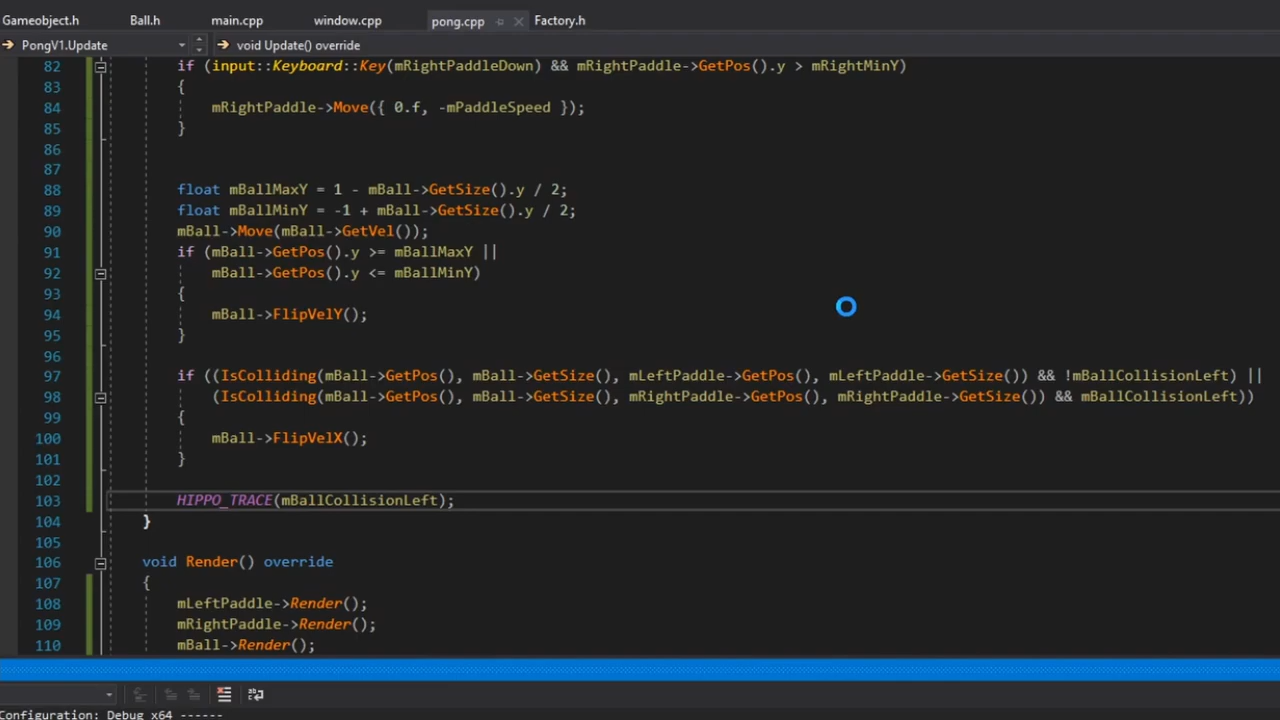 Gameobject.h Ball.h main.cpp window.cpp pong.cpp Factory.h
PongV1.Update void Update() override
82 if (input::Keyboard::Key(mRightPaddleDown) && mRightPaddle->GetPos().y > mRightMinY)
83 {
84 mRightPaddle->Move({ 0.f, -mPaddleSpeed });
85 }
86
87
88 float mBallMaxY = 1 - mBall->GetSize().y / 2;
89 float mBallMinY = -1 + mBall->GetSize().y / 2;
90 mBall->Move(mBall->GetVel());
91 if (mBall->GetPos().y >= mBallMaxY ||
92 mBall->GetPos().y <= mBallMinY)
93 {
94 mBall->FlipVelY();
95 }
96
97 if ((IsColliding(mBall->GetPos(), mBall->GetSize(), mLeftPaddle->GetPos(), mLeftPaddle->GetSize()) && !mBallCollisionLeft) ||
98 (IsColliding(mBall->GetPos(), mBall->GetSize(), mRightPaddle->GetPos(), mRightPaddle->GetSize()) && mBallCollisionLeft))
99 {
100 mBall->FlipVelX();
101 }
102
103 HIPPO_TRACE(mBallCollisionLeft);
104 }
105
106 void Render() override
107 {
108 mLeftPaddle->Render();
109 mRightPaddle->Render();
110 mBall->Render();
Configuration: Debug x64 ------